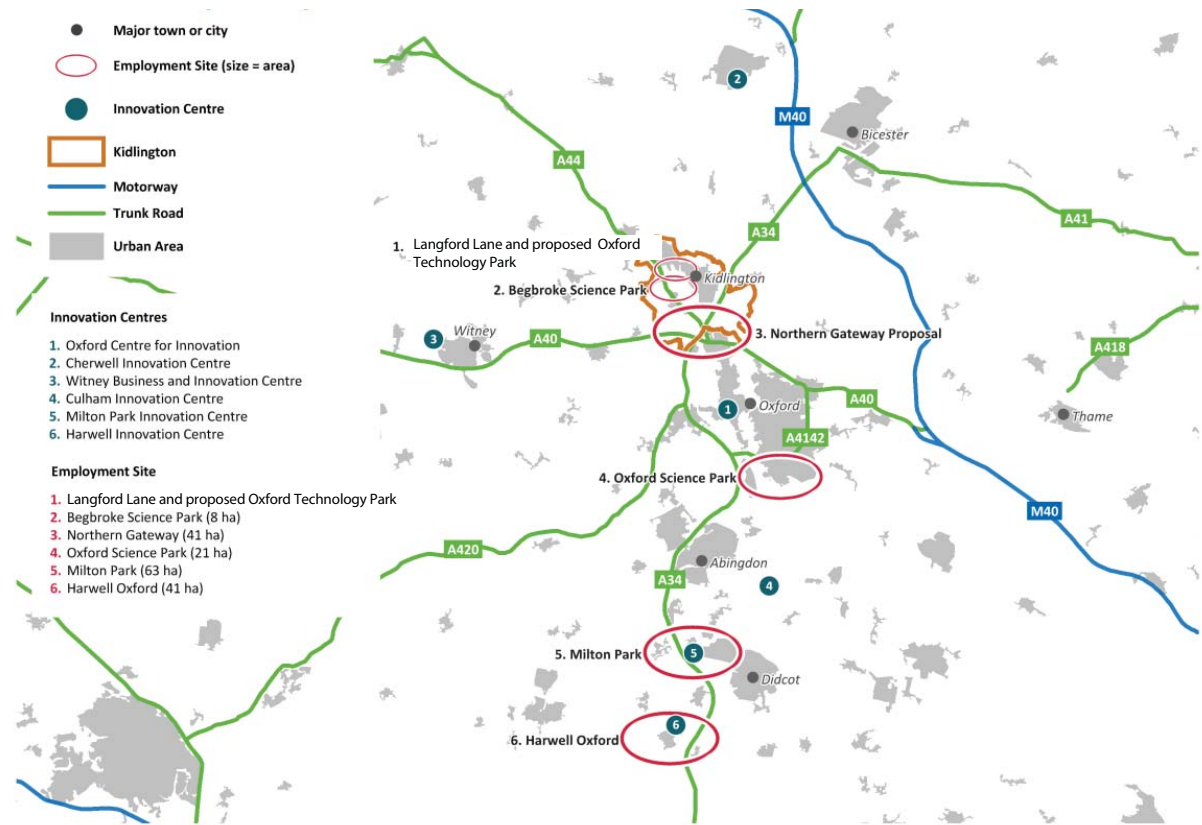 Major town or city
Employment Site (size = area)
Innovation Centre
Kidlington
Motorway
Trunk Road
Urban Area
Innovation Centres
1. Oxford Centre for Innovation
2. Cherwell Innovation Centre
3. Witney Business and Innovation Centre
4. Culham Innovation Centre
5. Milton Park Innovation Centre
6. Harwell Innovation Centre
Employment Site
1. Langford Lane and proposed Oxford Technology Park
2. Begbroke Science Park (8 ha)
3. Northern Gateway (41 ha)
4. Oxford Science Park (21 ha)
5. Milton Park (63 ha)
6. Harwell Oxford (41 ha)
2
M40
Bicester
A44
A41
A34
1. Langford Lane and proposed Oxford
Technology Park
Kidlington
2. Begbroke Science Park
3. Northern Gateway Proposal
3
Witney
A40
A418
A40
1
Oxford
Thame
A4142
4. Oxford Science Park
M40
A420
Abingdon
A34
4
5. Milton Park
5
Didcot
6
6. Harwell Oxford